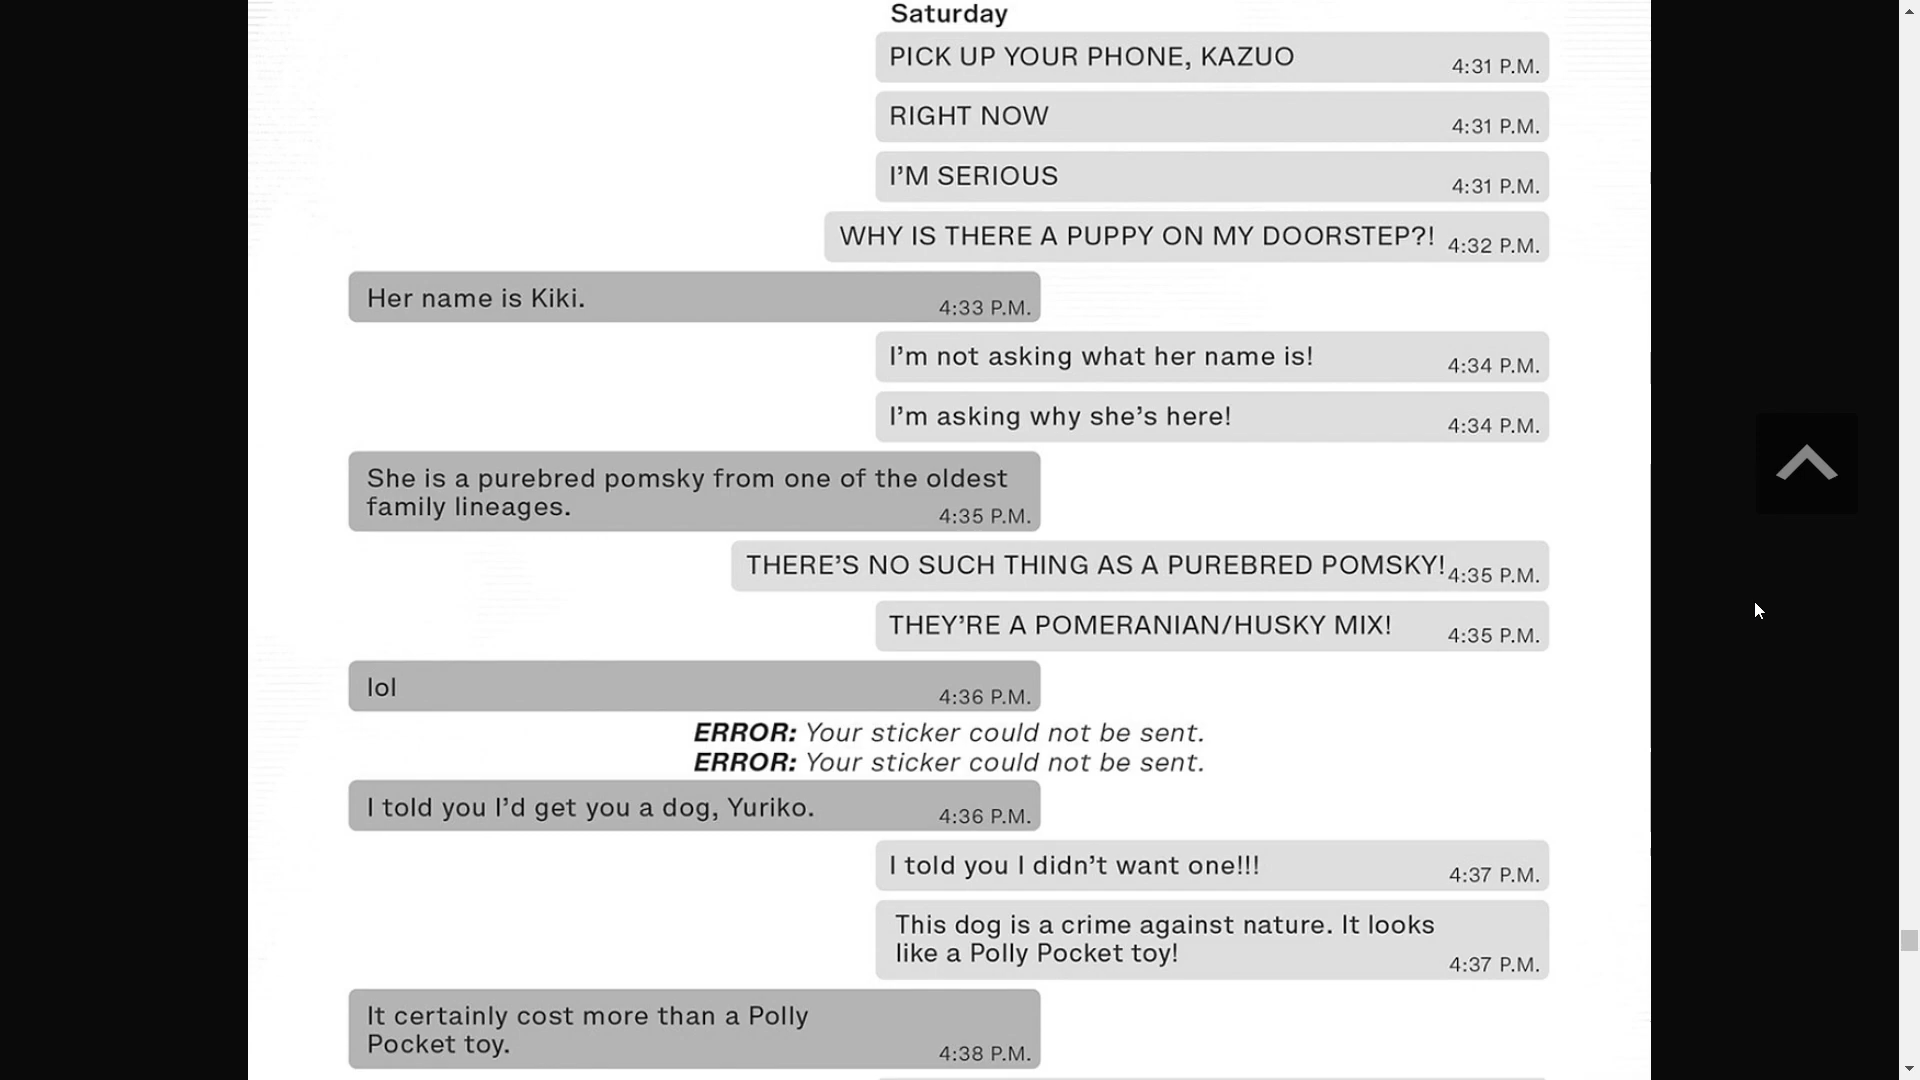 Saturday
PICK UP YOUR PHONE, KAZUO
4:31 P.M.
RIGHT NOW
4:31 P.M.
I’M SERIOUS
4:31 P.M.
WHY IS THERE A PUPPY ON MY DOORSTEP?!
4:32 P.M.
Her name is Kiki.
4:33 P.M.
I’m not asking what her name is!
4:34 P.M.
I’m asking why she’s here!
4:34 P.M.
She is a purebred pomsky from one of the oldest
family lineages.
4:35 P.M.
THERE’S NO SUCH THING AS A PUREBRED POMSKY!
4:35 P.M.
THEY’RE A POMERANIAN/HUSKY MIX!
4:35 P.M.
lol
4:36 P.M.
ERROR: Your sticker could not be sent.
ERROR: Your sticker could not be sent.
I told you I’d get you a dog, Yuriko.
4:36 P.M.
I told you I didn’t want one!!!
4:37 P.M.
This dog is a crime against nature. It looks
like a Polly Pocket toy!
4:37 P.M.
It certainly cost more than a Polly
Pocket toy.
4:38 P.M.